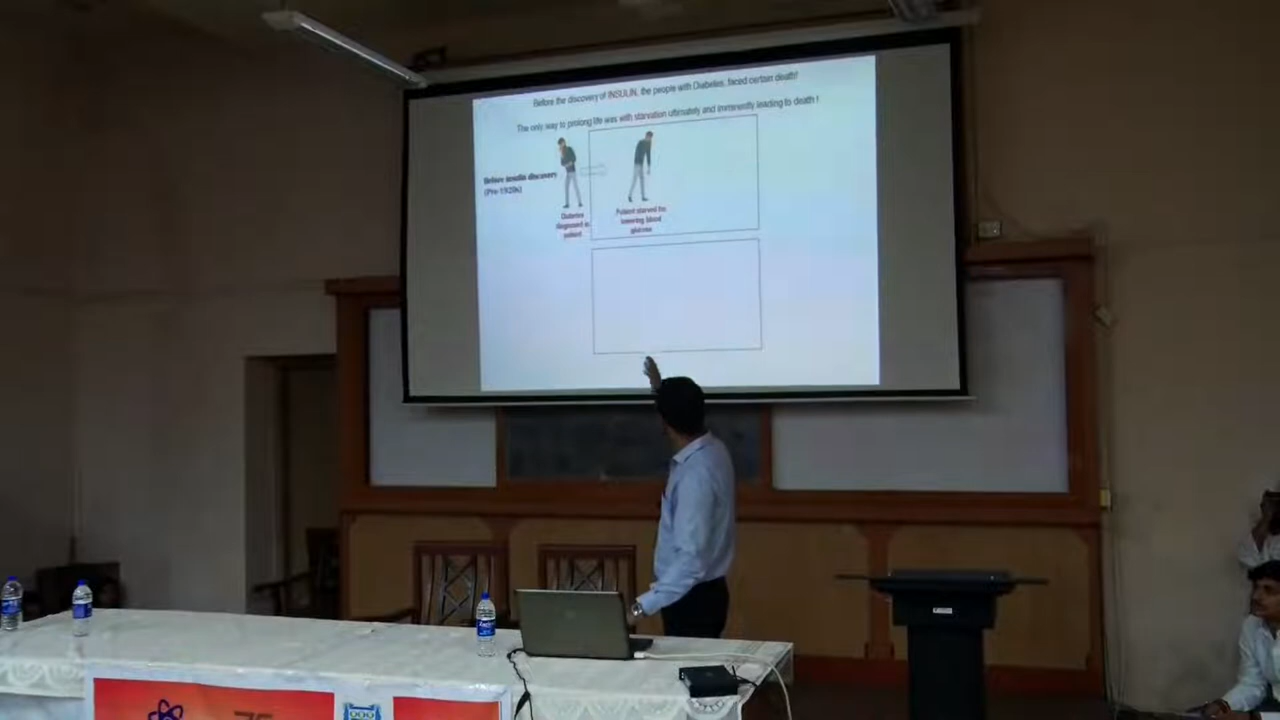 Before the discovery of INSULIN, the people with Diabetes, faced certain death!
The only way to prolong life was with starvation ultimately and imminently leading to death !
Before insulin discovery
(Pre-1920s)
Diabetes
diagnosed in
patient
Patient starved for
lowering blood
glucose
75